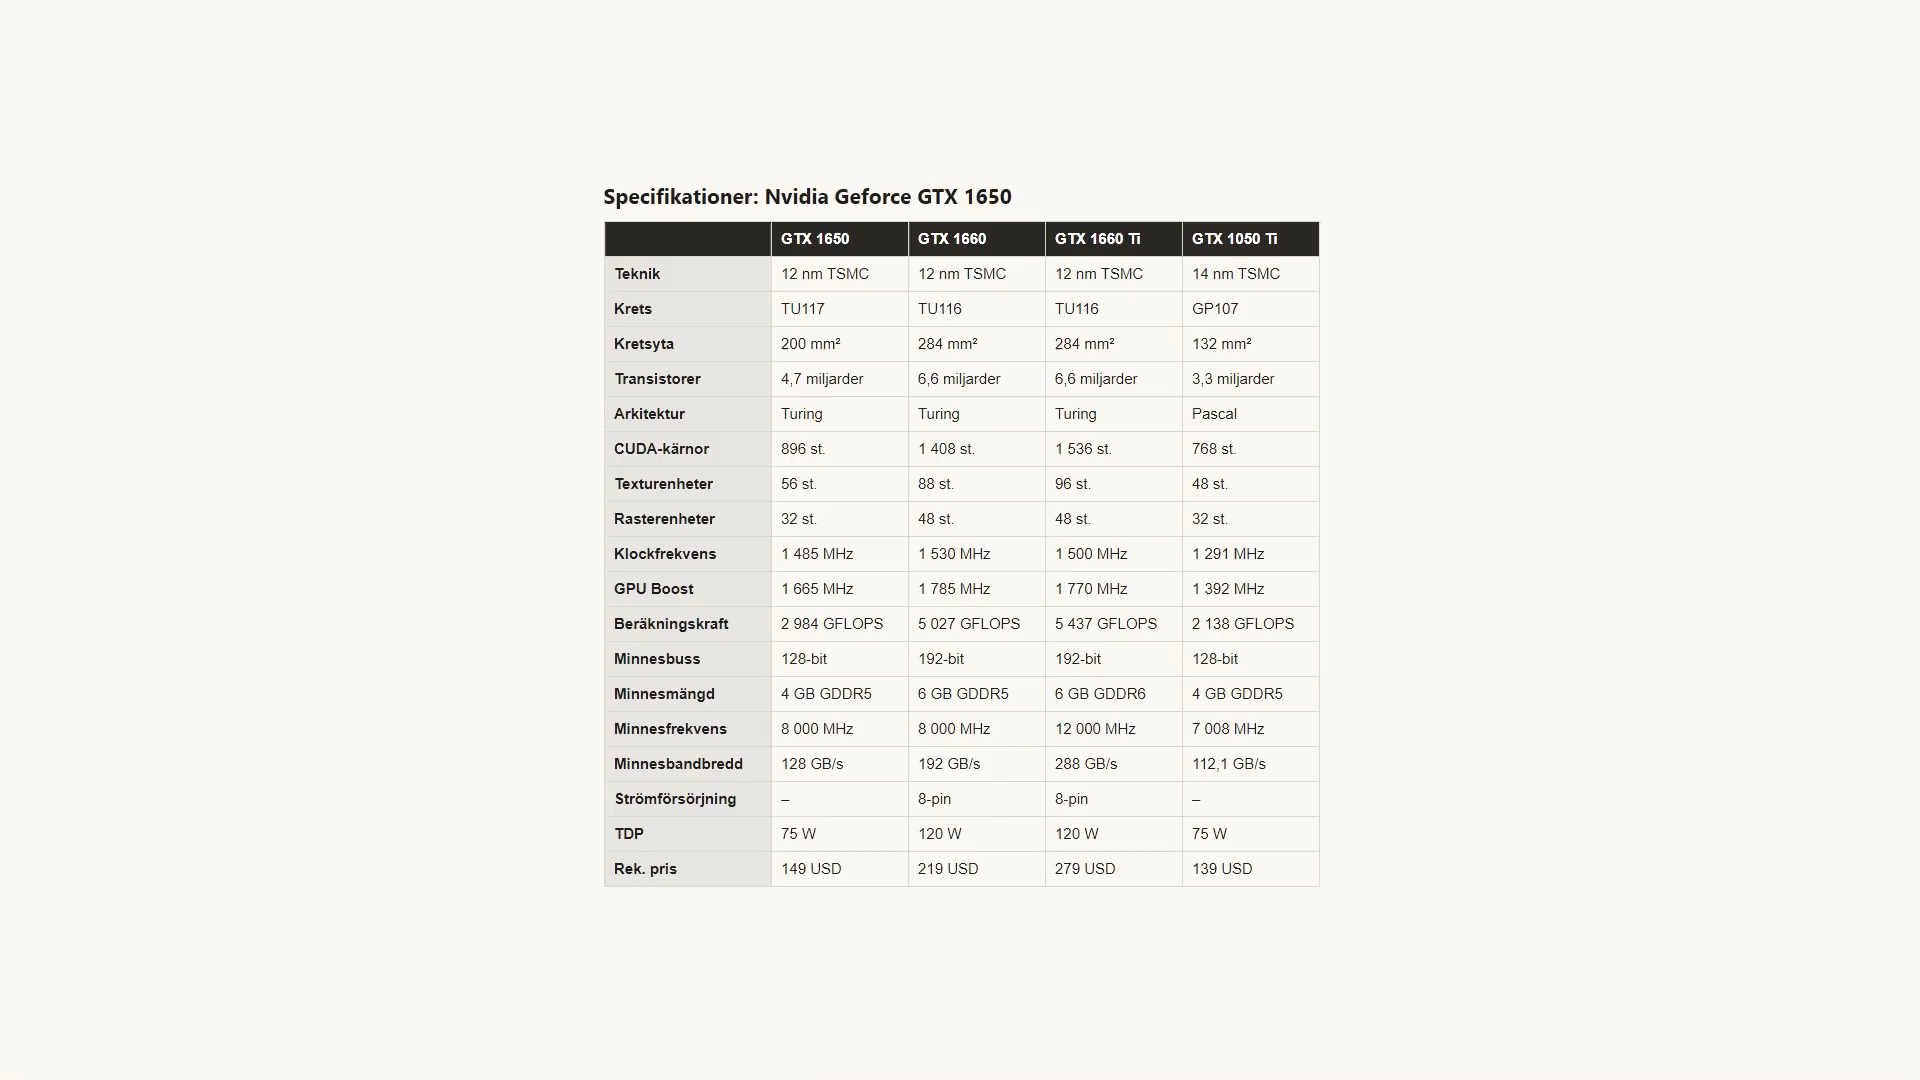 Specifikationer: Nvidia Geforce GTX 1650
GTX 1650 GTX 1660 GTX 1660 Ti GTX 1050 Ti
Teknik 12 nm TSMC 12 nm TSMC 12 nm TSMC 14 nm TSMC
Krets TU117 TU116 TU116 GP107
Kretsyta 200 mm² 284 mm² 284 mm² 132 mm²
Transistorer 4,7 miljarder 6,6 miljarder 6,6 miljarder 3,3 miljarder
Arkitektur Turing Turing Turing Pascal
CUDA-kärnor 896 st. 1 408 st. 1 536 st. 768 st.
Texturenheter 56 st. 88 st. 96 st. 48 st.
Rasterenheter 32 st. 48 st. 48 st. 32 st.
Klockfrekvens 1 485 MHz 1 530 MHz 1 500 MHz 1 291 MHz
GPU Boost 1 665 MHz 1 785 MHz 1 770 MHz 1 392 MHz
Beräkningskraft 2 984 GFLOPS 5 027 GFLOPS 5 437 GFLOPS 2 138 GFLOPS
Minnesbuss 128-bit 192-bit 192-bit 128-bit
Minnesmängd 4 GB GDDR5 6 GB GDDR5 6 GB GDDR6 4 GB GDDR5
Minnesfrekvens 8 000 MHz 8 000 MHz 12 000 MHz 7 008 MHz
Minnesbandbredd 128 GB/s 192 GB/s 288 GB/s 112,1 GB/s
Strömförsörjning – 8-pin 8-pin –
TDP 75 W 120 W 120 W 75 W
Rek. pris 149 USD 219 USD 279 USD 139 USD